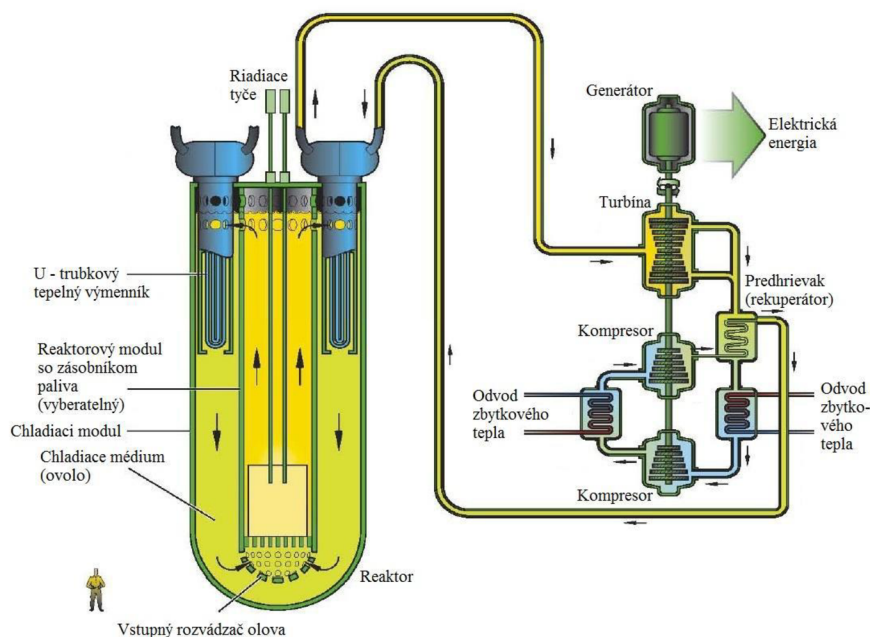 Riadiace
tyče
Generátor
Elektrická
energia
Turbína
U - trubkový
tepelný výmenník
Predhrievak
(rekuperátor)
Kompresor
Reaktorový modul
so zásobníkom
paliva
(vyberatelný)
Odvod
zbytkového
tepla
Odvod
zbytko-
vého
tepla
Chladiaci modul
Chladiace médium
(ovolo)
Kompresor
Reaktor
Vstupný rozvádzač olova